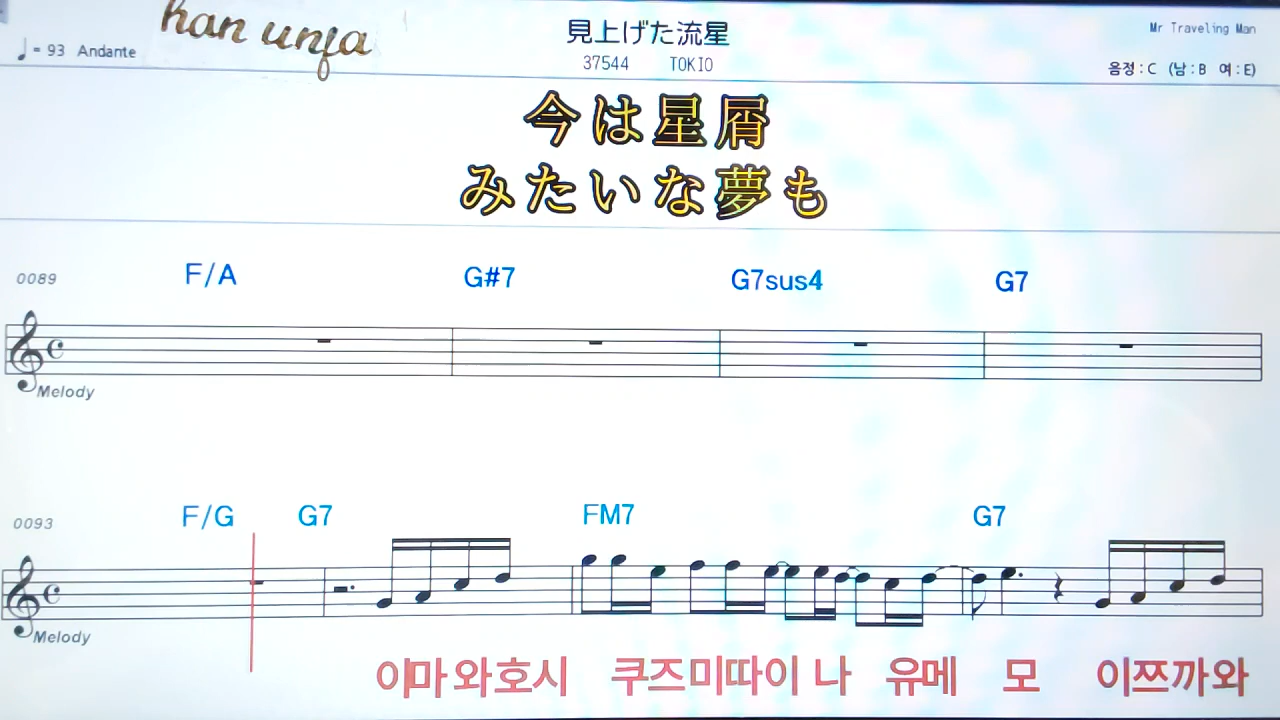 han unja
見上げた流星
Mr Traveling Man
♩= 93 Andante
37544 TOKIO
음정 : C (남 : B 여 : E)
今は星屑
みたいな夢も
0089 F/A G#7 G7sus4 G7
Melody
0093 F/G G7 FM7 G7
Melody
이마와호시 쿠즈미따이 나 유메 모 이쯔까와